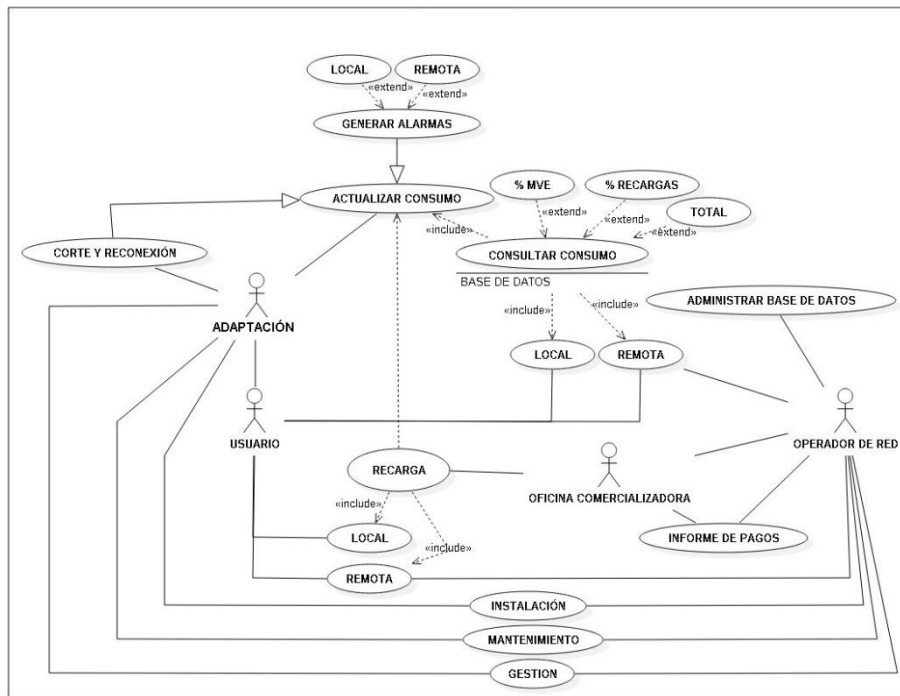 LOCAL
REMOTA
«extend»
«extend»
GENERAR ALARMAS
ACTUALIZAR CONSUMO
% MVE
% RECARGAS
TOTAL
«extend»
«extend»
«extend»
«include»
CORTE Y RECONEXIÓN
CONSULTAR CONSUMO
BASE DE DATOS
ADMINISTRAR BASE DE DATOS
«include»
«include»
ADAPTACIÓN
LOCAL
REMOTA
USUARIO
OPERADOR DE RED
RECARGA
OFICINA COMERCIALIZADORA
«include»
LOCAL
«include»
INFORME DE PAGOS
REMOTA
INSTALACIÓN
MANTENIMIENTO
GESTION